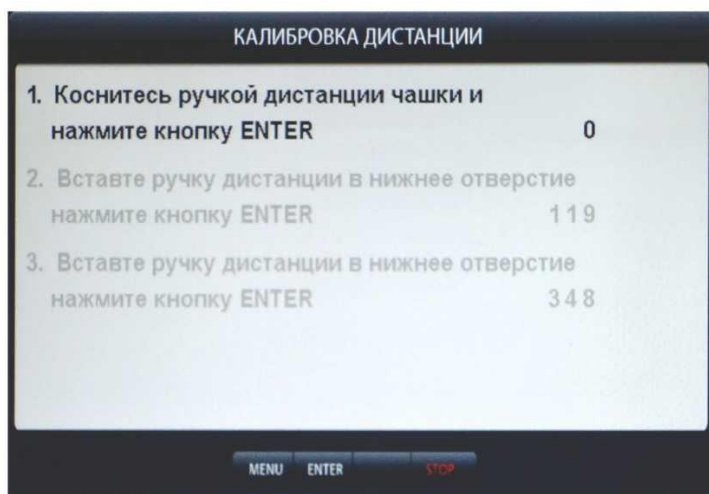 КАЛИБРОВКА ДИСТАНЦИИ
1. Коснитесь ручкой дистанции чашки и
нажмите кнопку ENTER 0
2. Вставте ручку дистанции в нижнее отверстие
нажмите кнопку ENTER 119
3. Вставте ручку дистанции в нижнее отверстие
нажмите кнопку ENTER 348
MENU ENTER STOP